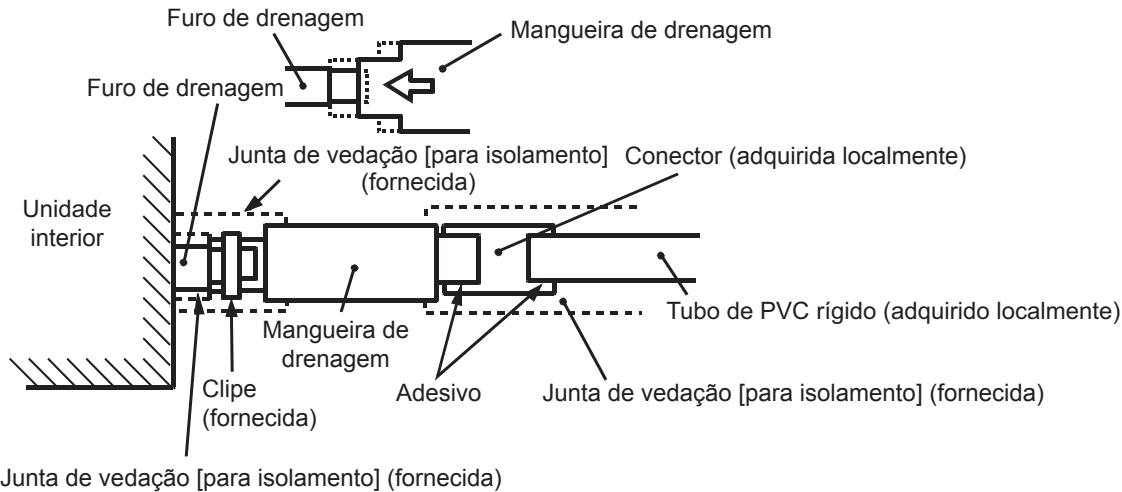 Furo de drenagem
Mangueira de drenagem
Furo de drenagem
Junta de vedação [para isolamento]
(fornecida)
Conector (adquirida localmente)
Unidade
interior
Tubo de PVC rígido (adquirido localmente)
Mangueira de
drenagem
Clipe
(fornecida)
Adesivo
Junta de vedação [para isolamento] (fornecida)
Junta de vedação [para isolamento] (fornecida)